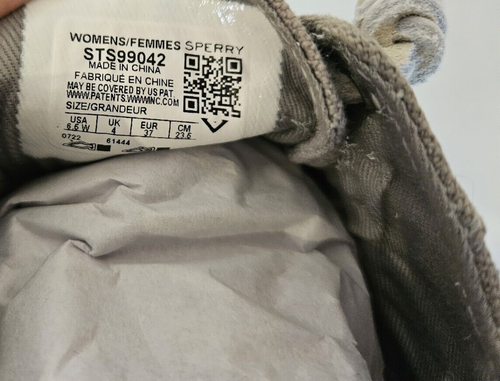 WOMENS/FEMMES SPERRY
STS99042
MADE IN CHINA
FABRIQUÉ EN CHINE
MAY BE COVERED BY US PAT.
WWW.PATENTS.WWWINC.COM
SIZE/GRANDEUR
USA UK EUR CM
6.5 W 4 37 23.5
0722 61444